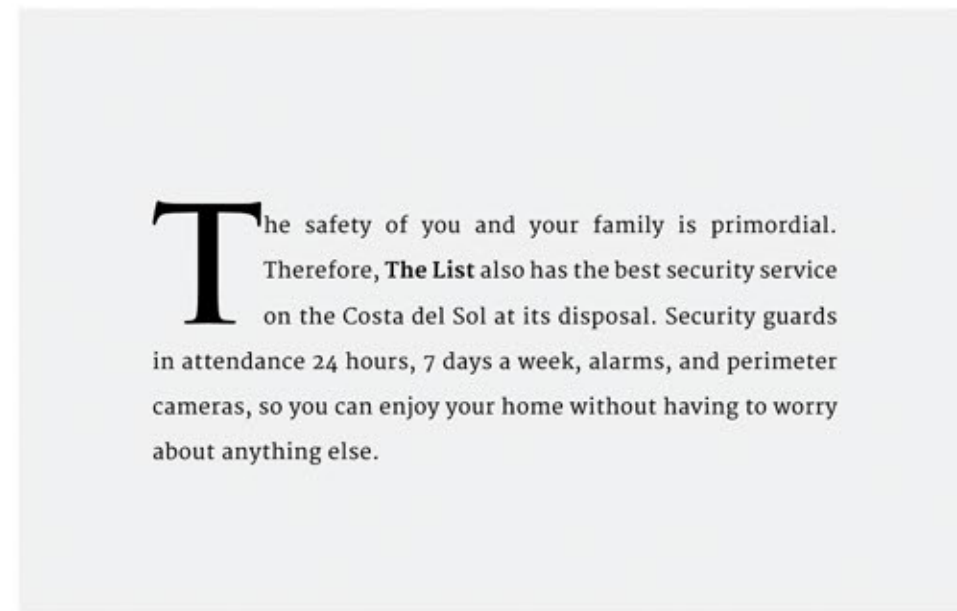 The safety of you and your family is primordial.
Therefore, The List also has the best security service
on the Costa del Sol at its disposal. Security guards
in attendance 24 hours, 7 days a week, alarms, and perimeter
cameras, so you can enjoy your home without having to worry
about anything else.